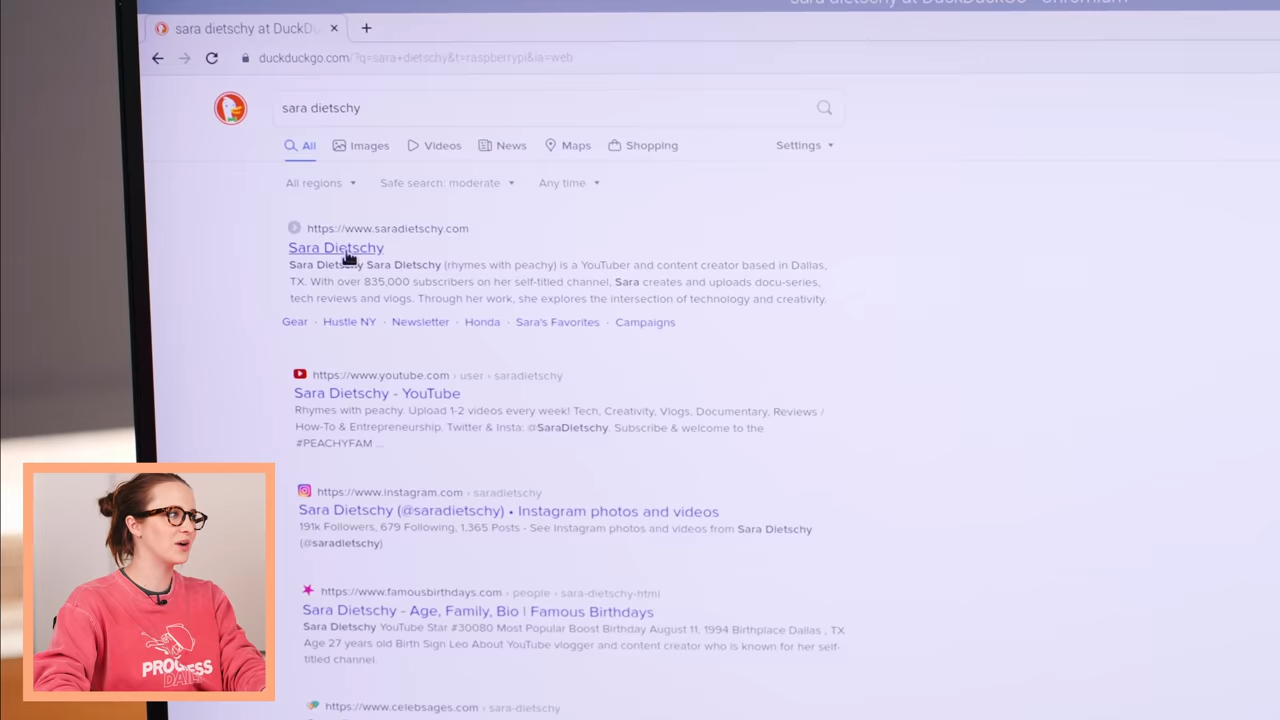 sara dietschy at DuckDuckGo - Chromium
sara dietschy at DuckDu
duckduckgo.com/?q=sara+dietschy&t=raspberrypi&ia=web
sara dietschy
All Images Videos News Maps Shopping Settings
All regions Safe search: moderate Any time
https://www.saradietschy.com
Sara Dietschy
Sara Dietschy Sara Dietschy (rhymes with peachy) is a YouTuber and content creator based in Dallas,
TX. With over 835,000 subscribers on her self-titled channel, Sara creates and uploads docu-series,
tech reviews and vlogs. Through her work, she explores the intersection of technology and creativity.
Gear · Hustle NY · Newsletter · Honda · Sara's Favorites · Campaigns
https://www.youtube.com › user › saradietschy
Sara Dietschy - YouTube
Rhymes with peachy. Upload 1-2 videos every week! Tech, Creativity, Vlogs, Documentary, Reviews /
How-To & Entrepreneurship. Twitter & Insta: @SaraDietschy. Subscribe & welcome to the
#PEACHYFAM ...
https://www.instagram.com › saradietschy
Sara Dietschy (@saradietschy) • Instagram photos and videos
191k Followers, 679 Following, 1,365 Posts - See Instagram photos and videos from Sara Dietschy
(@saradietschy)
https://www.famousbirthdays.com › people › sara-dietschy-html
Sara Dietschy - Age, Family, Bio | Famous Birthdays
Sara Dietschy YouTube Star #30080 Most Popular Boost Birthday August 11, 1994 Birthplace Dallas , TX
Age 27 years old Birth Sign Leo About YouTube vlogger and content creator who is known for her self-
titled channel.
https://www.celebsages.com › sara-dietschy
PROGRESS
DAILY